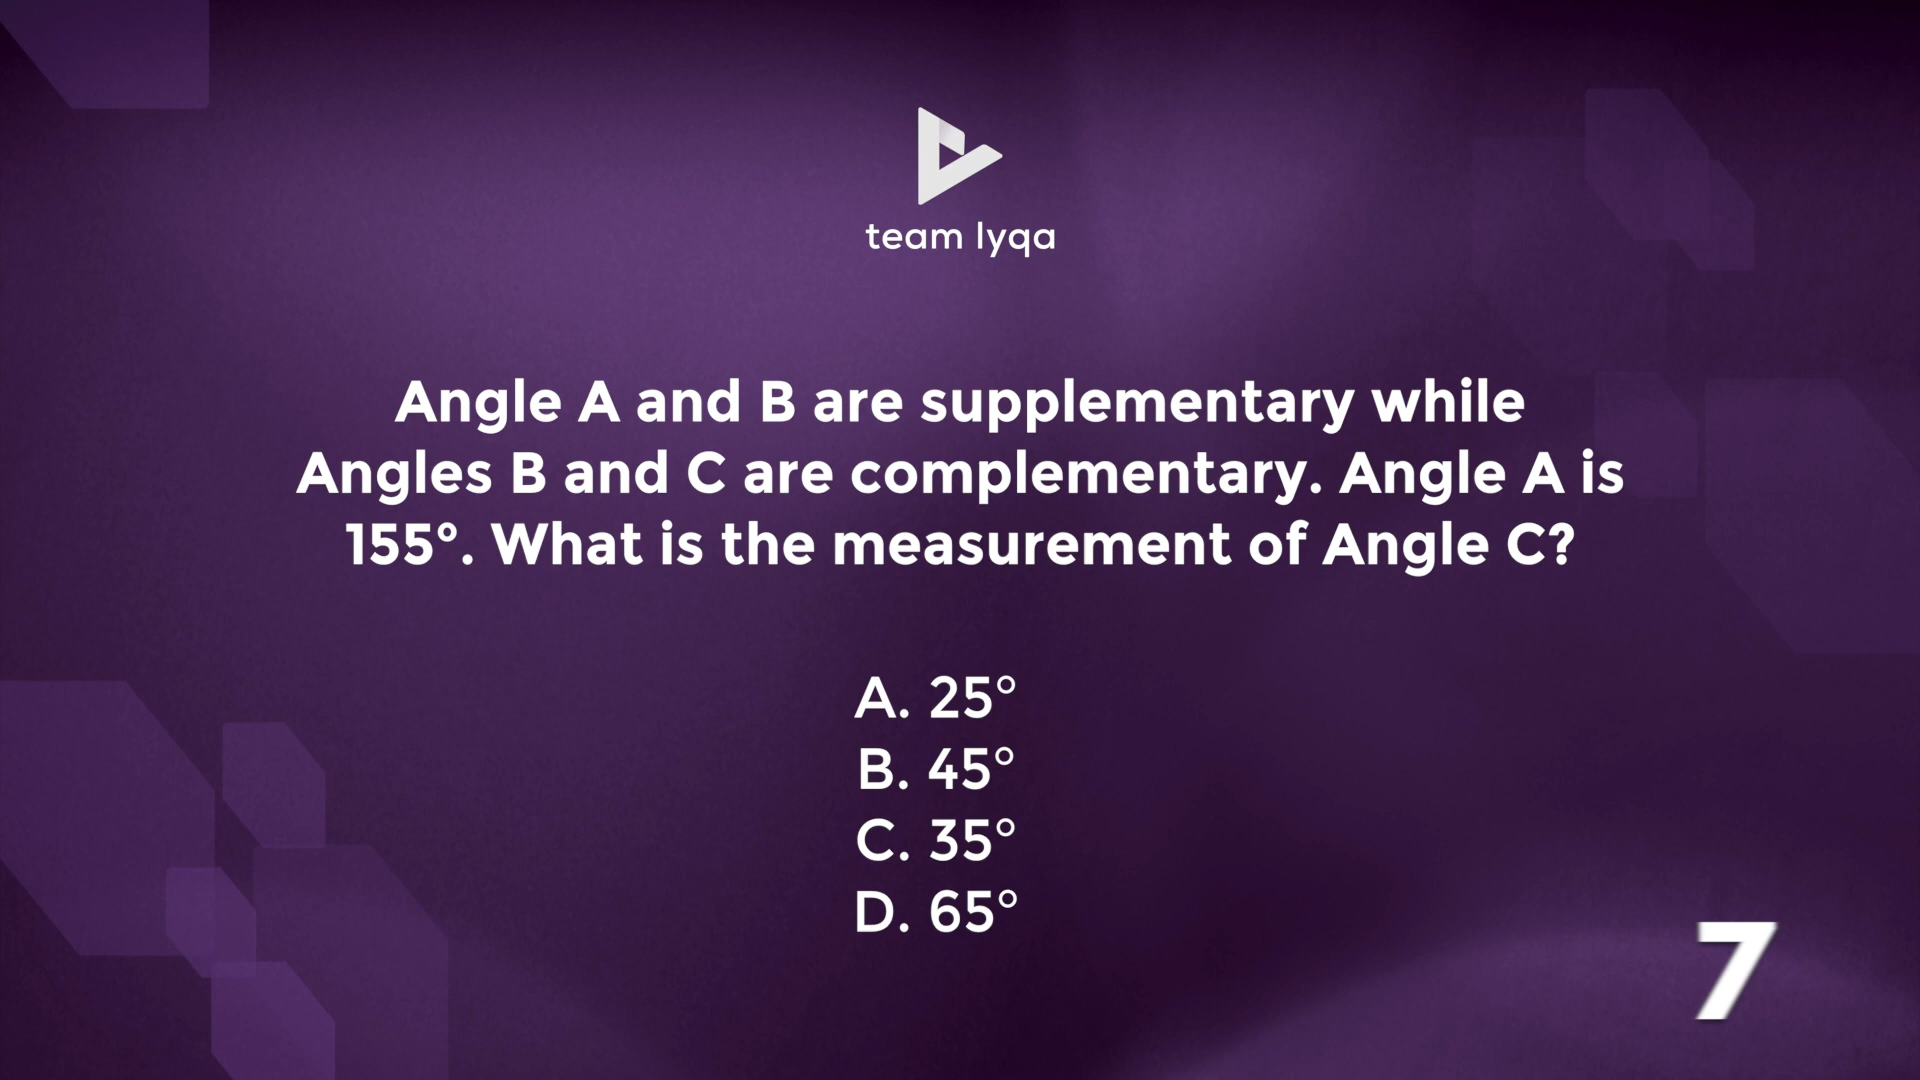 team lyqa
Angle A and B are supplementary while
Angles B and C are complementary. Angle A is
155°. What is the measurement of Angle C?
A. 25°
B. 45°
C. 35°
D. 65°
7